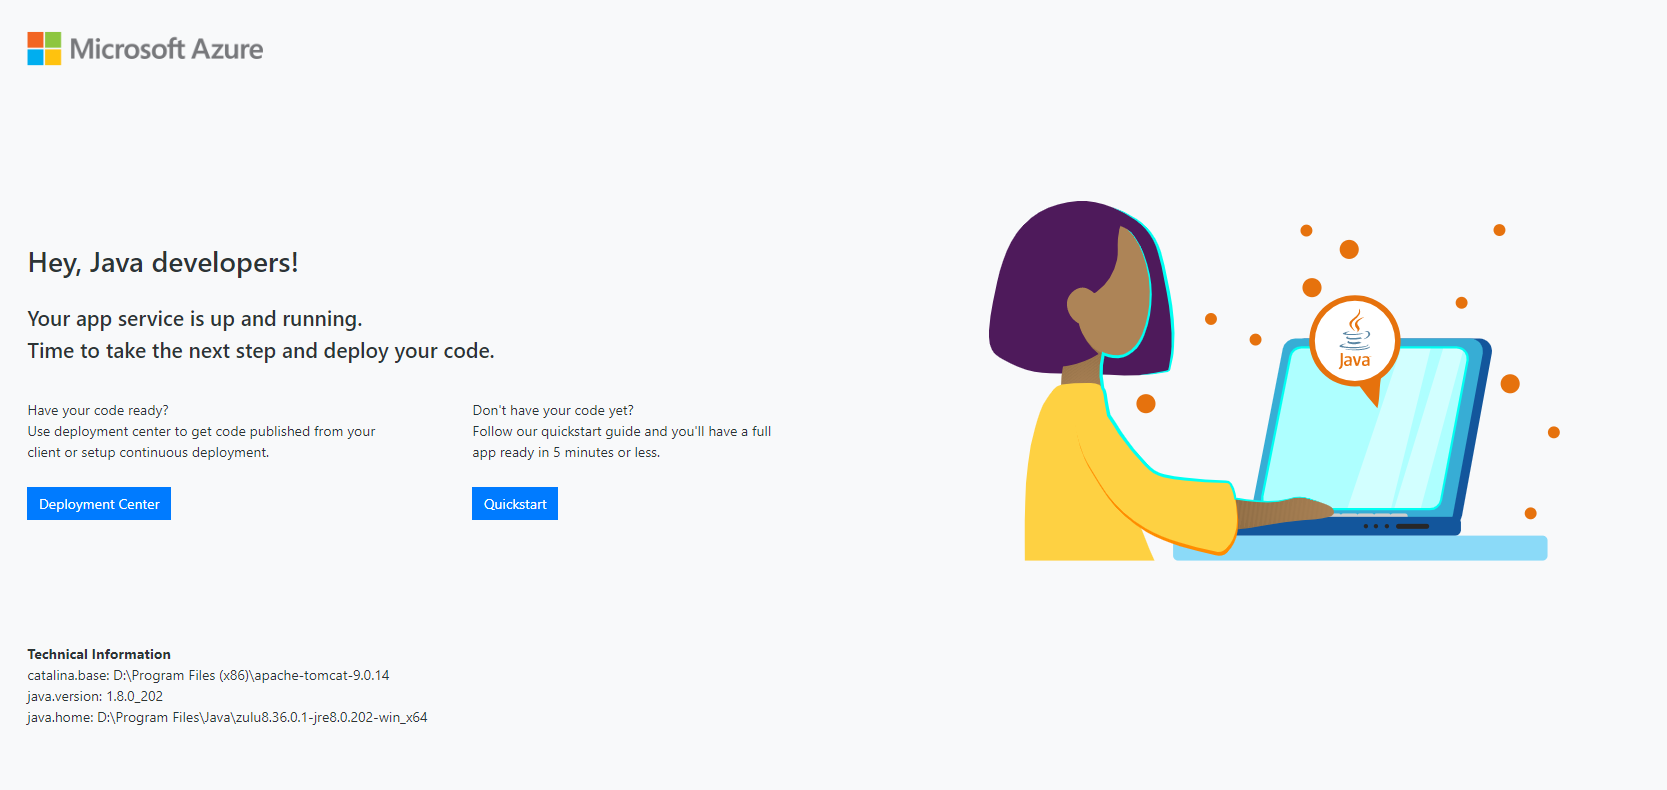 Microsoft Azure
Hey, Java developers!
Your app service is up and running.
Time to take the next step and deploy your code.
Have your code ready?
Use deployment center to get code published from your
client or setup continuous deployment.
Deployment Center
Don't have your code yet?
Follow our quickstart guide and you'll have a full
app ready in 5 minutes or less.
Quickstart
Java
Technical Information
catalina.base: D:\Program Files (x86)\apache-tomcat-9.0.14
java.version: 1.8.0_202
java.home: D:\Program Files\Java\zulu8.36.0.1-jre8.0.202-win_x64